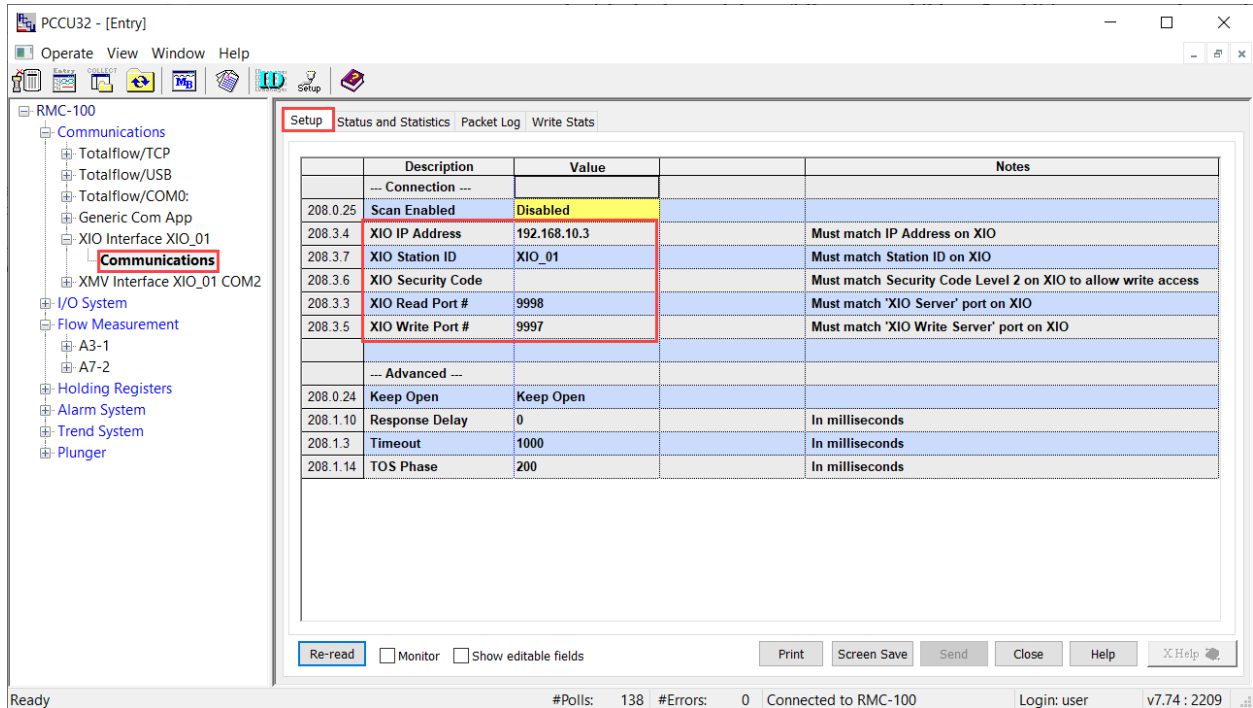 PCCU32 - [Entry]
Operate View Window Help
Entry COLLECT MB ID Setup
RMC-100
Communications
Totalflow/TCP
Totalflow/USB
Totalflow/COM0:
Generic Com App
XIO Interface XIO_01
Communications
XMV Interface XIO_01 COM2
I/O System
Flow Measurement
A3-1
A7-2
Holding Registers
Alarm System
Trend System
Plunger
Setup Status and Statistics Packet Log Write Stats
Description Value Notes
--- Connection ---
208.0.25 Scan Enabled Disabled
208.3.4 XIO IP Address 192.168.10.3 Must match IP Address on XIO
208.3.7 XIO Station ID XIO_01 Must match Station ID on XIO
208.3.6 XIO Security Code Must match Security Code Level 2 on XIO to allow write access
208.3.3 XIO Read Port # 9998 Must match 'XIO Server' port on XIO
208.3.5 XIO Write Port # 9997 Must match 'XIO Write Server' port on XIO
--- Advanced ---
208.0.24 Keep Open Keep Open
208.1.10 Response Delay 0 In milliseconds
208.1.3 Timeout 1000 In milliseconds
208.1.14 TOS Phase 200 In milliseconds
Re-read Monitor Show editable fields Print Screen Save Send Close Help X Help
Ready #Polls: 138 #Errors: 0 Connected to RMC-100 Login: user v7.74 : 2209